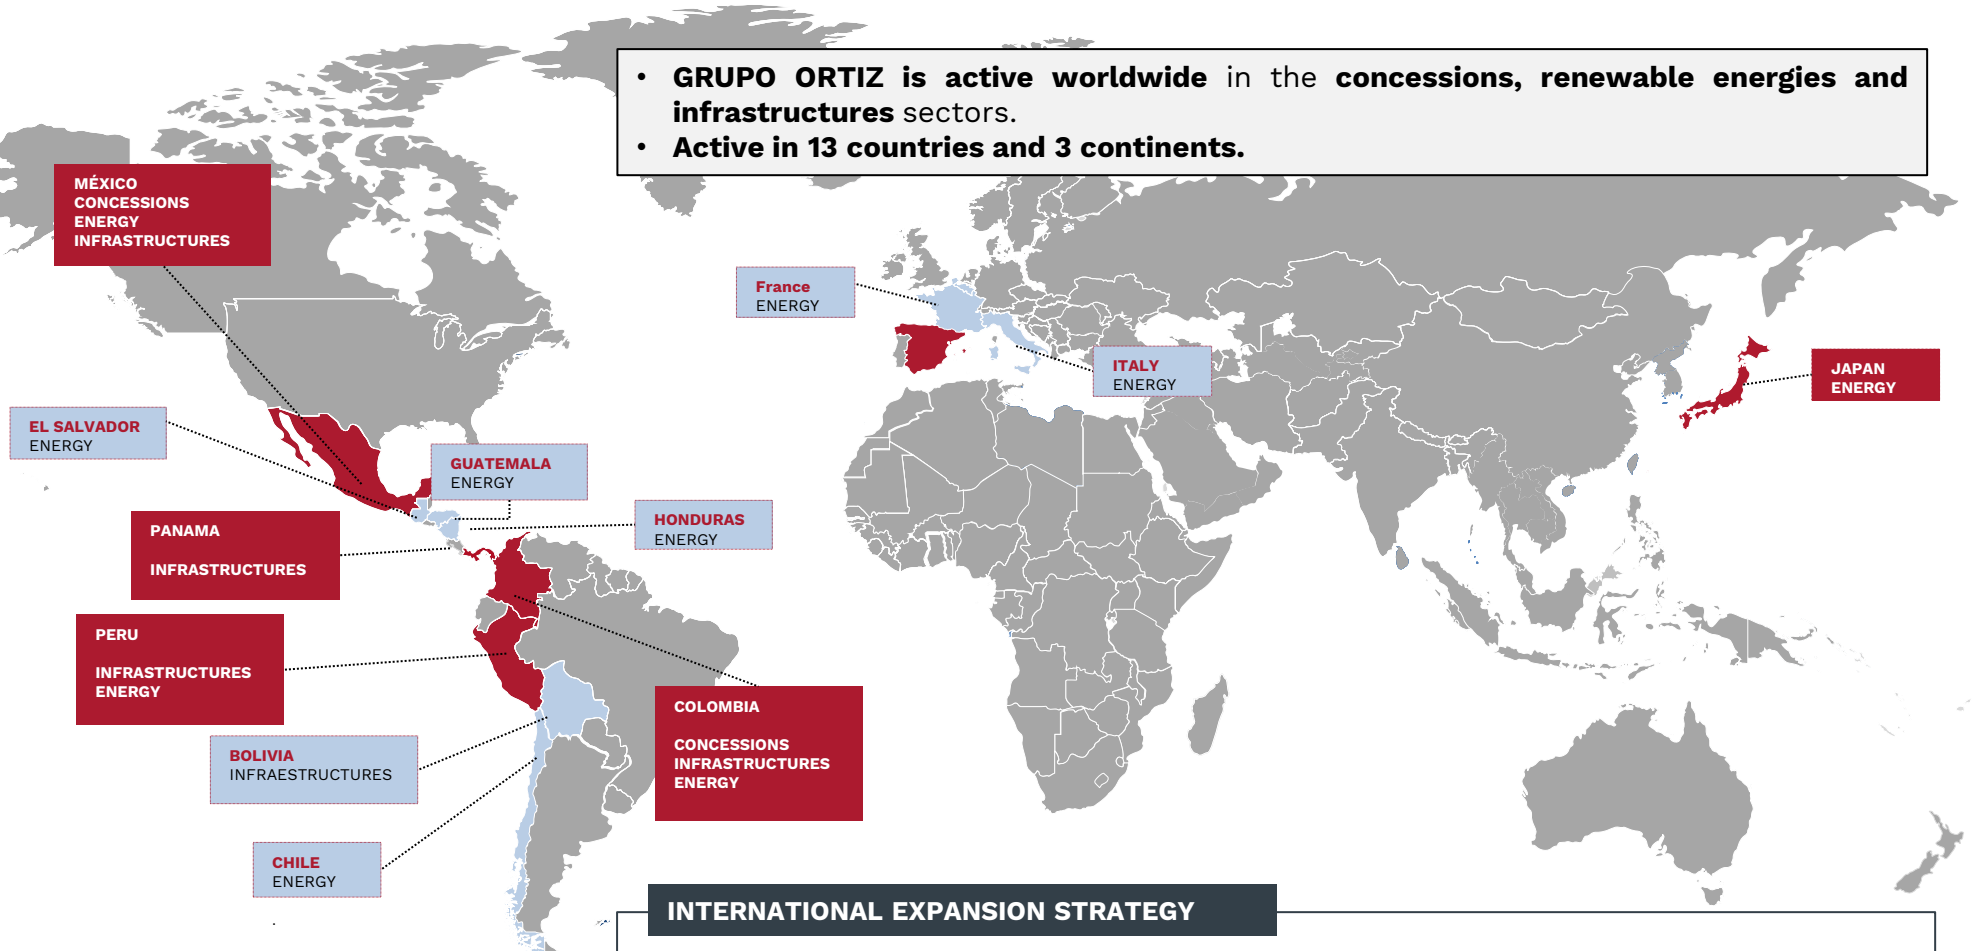 • GRUPO ORTIZ is active worldwide in the concessions, renewable energies and
infrastructures sectors.
• Active in 13 countries and 3 continents.
MÉXICO
CONCESSIONS
ENERGY
INFRASTRUCTURES
France
ENERGY
ITALY
ENERGY
JAPAN
ENERGY
EL SALVADOR
ENERGY
GUATEMALA
ENERGY
HONDURAS
ENERGY
PANAMA
INFRASTRUCTURES
PERU
INFRASTRUCTURES
ENERGY
COLOMBIA
CONCESSIONS
INFRASTRUCTURES
ENERGY
BOLIVIA
INFRAESTRUCTURES
CHILE
ENERGY
INTERNATIONAL EXPANSION STRATEGY